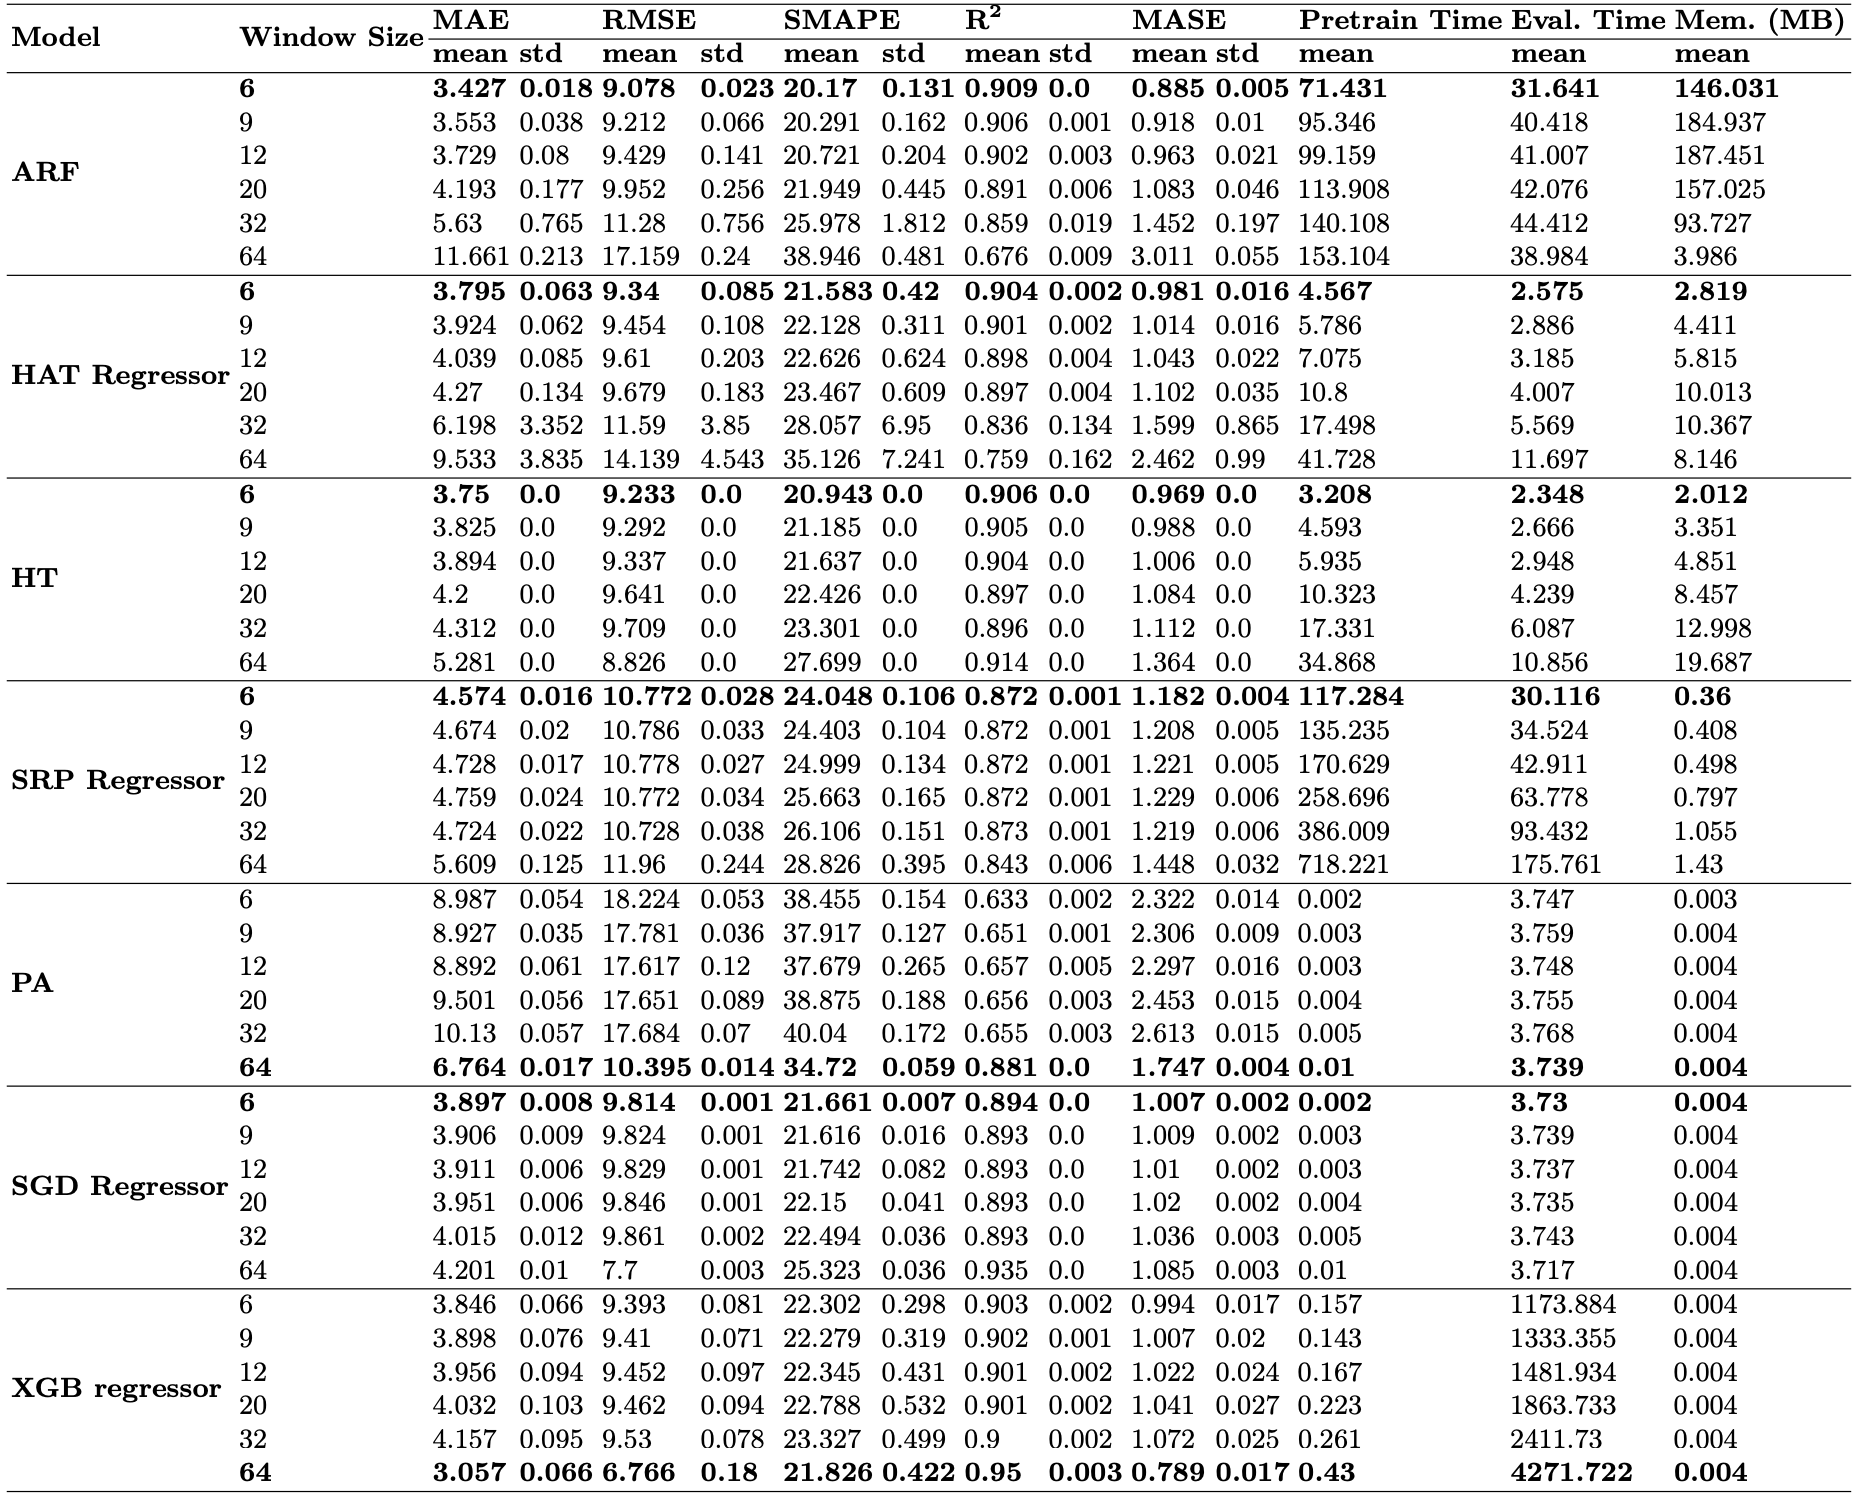 Model Window Size MAE RMSE SMAPE R² MASE Pretrain Time Eval. Time Mem. (MB)
mean std mean std mean std mean std mean std mean mean mean
ARF
6 3.427 0.018 9.078 0.023 20.17 0.131 0.909 0.0 0.885 0.005 71.431 31.641 146.031
9 3.553 0.038 9.212 0.066 20.291 0.162 0.906 0.001 0.918 0.01 95.346 40.418 184.937
12 3.729 0.08 9.429 0.141 20.721 0.204 0.902 0.003 0.963 0.021 99.159 41.007 187.451
20 4.193 0.177 9.952 0.256 21.949 0.445 0.891 0.006 1.083 0.046 113.908 42.076 157.025
32 5.63 0.765 11.28 0.756 25.978 1.812 0.859 0.019 1.452 0.197 140.108 44.412 93.727
64 11.661 0.213 17.159 0.24 38.946 0.481 0.676 0.009 3.011 0.055 153.104 38.984 3.986
HAT Regressor
6 3.795 0.063 9.34 0.085 21.583 0.42 0.904 0.002 0.981 0.016 4.567 2.575 2.819
9 3.924 0.062 9.454 0.108 22.128 0.311 0.901 0.002 1.014 0.016 5.786 2.886 4.411
12 4.039 0.085 9.61 0.203 22.626 0.624 0.898 0.004 1.043 0.022 7.075 3.185 5.815
20 4.27 0.134 9.679 0.183 23.467 0.609 0.897 0.004 1.102 0.035 10.8 4.007 10.013
32 6.198 3.352 11.59 3.85 28.057 6.95 0.836 0.134 1.599 0.865 17.498 5.569 10.367
64 9.533 3.835 14.139 4.543 35.126 7.241 0.759 0.162 2.462 0.99 41.728 11.697 8.146
HT
6 3.75 0.0 9.233 0.0 20.943 0.0 0.906 0.0 0.969 0.0 3.208 2.348 2.012
9 3.825 0.0 9.292 0.0 21.185 0.0 0.905 0.0 0.988 0.0 4.593 2.666 3.351
12 3.894 0.0 9.337 0.0 21.637 0.0 0.904 0.0 1.006 0.0 5.935 2.948 4.851
20 4.2 0.0 9.641 0.0 22.426 0.0 0.897 0.0 1.084 0.0 10.323 4.239 8.457
32 4.312 0.0 9.709 0.0 23.301 0.0 0.896 0.0 1.112 0.0 17.331 6.087 12.998
64 5.281 0.0 8.826 0.0 27.699 0.0 0.914 0.0 1.364 0.0 34.868 10.856 19.687
SRP Regressor
6 4.574 0.016 10.772 0.028 24.048 0.106 0.872 0.001 1.182 0.004 117.284 30.116 0.36
9 4.674 0.02 10.786 0.033 24.403 0.104 0.872 0.001 1.208 0.005 135.235 34.524 0.408
12 4.728 0.017 10.778 0.027 24.999 0.134 0.872 0.001 1.221 0.005 170.629 42.911 0.498
20 4.759 0.024 10.772 0.034 25.663 0.165 0.872 0.001 1.229 0.006 258.696 63.778 0.797
32 4.724 0.022 10.728 0.038 26.106 0.151 0.873 0.001 1.219 0.006 386.009 93.432 1.055
64 5.609 0.125 11.96 0.244 28.826 0.395 0.843 0.006 1.448 0.032 718.221 175.761 1.43
PA
6 8.987 0.054 18.224 0.053 38.455 0.154 0.633 0.002 2.322 0.014 0.002 3.747 0.003
9 8.927 0.035 17.781 0.036 37.917 0.127 0.651 0.001 2.306 0.009 0.003 3.759 0.004
12 8.892 0.061 17.617 0.12 37.679 0.265 0.657 0.005 2.297 0.016 0.003 3.748 0.004
20 9.501 0.056 17.651 0.089 38.875 0.188 0.656 0.003 2.453 0.015 0.004 3.755 0.004
32 10.13 0.057 17.684 0.07 40.04 0.172 0.655 0.003 2.613 0.015 0.005 3.768 0.004
64 6.764 0.017 10.395 0.014 34.72 0.059 0.881 0.0 1.747 0.004 0.01 3.739 0.004
SGD Regressor
6 3.897 0.008 9.814 0.001 21.661 0.007 0.894 0.0 1.007 0.002 0.002 3.73 0.004
9 3.906 0.009 9.824 0.001 21.616 0.016 0.893 0.0 1.009 0.002 0.003 3.739 0.004
12 3.911 0.006 9.829 0.001 21.742 0.082 0.893 0.0 1.01 0.002 0.003 3.737 0.004
20 3.951 0.006 9.846 0.001 22.15 0.041 0.893 0.0 1.02 0.002 0.004 3.735 0.004
32 4.015 0.012 9.861 0.002 22.494 0.036 0.893 0.0 1.036 0.003 0.005 3.743 0.004
64 4.201 0.01 7.7 0.003 25.323 0.036 0.935 0.0 1.085 0.003 0.01 3.717 0.004
XGB regressor
6 3.846 0.066 9.393 0.081 22.302 0.298 0.903 0.002 0.994 0.017 0.157 1173.884 0.004
9 3.898 0.076 9.41 0.071 22.279 0.319 0.902 0.001 1.007 0.02 0.143 1333.355 0.004
12 3.956 0.094 9.452 0.097 22.345 0.431 0.901 0.002 1.022 0.024 0.167 1481.934 0.004
20 4.032 0.103 9.462 0.094 22.788 0.532 0.901 0.002 1.041 0.027 0.223 1863.733 0.004
32 4.157 0.095 9.53 0.078 23.327 0.499 0.9 0.002 1.072 0.025 0.261 2411.73 0.004
64 3.057 0.066 6.766 0.18 21.826 0.422 0.95 0.003 0.789 0.017 0.43 4271.722 0.004